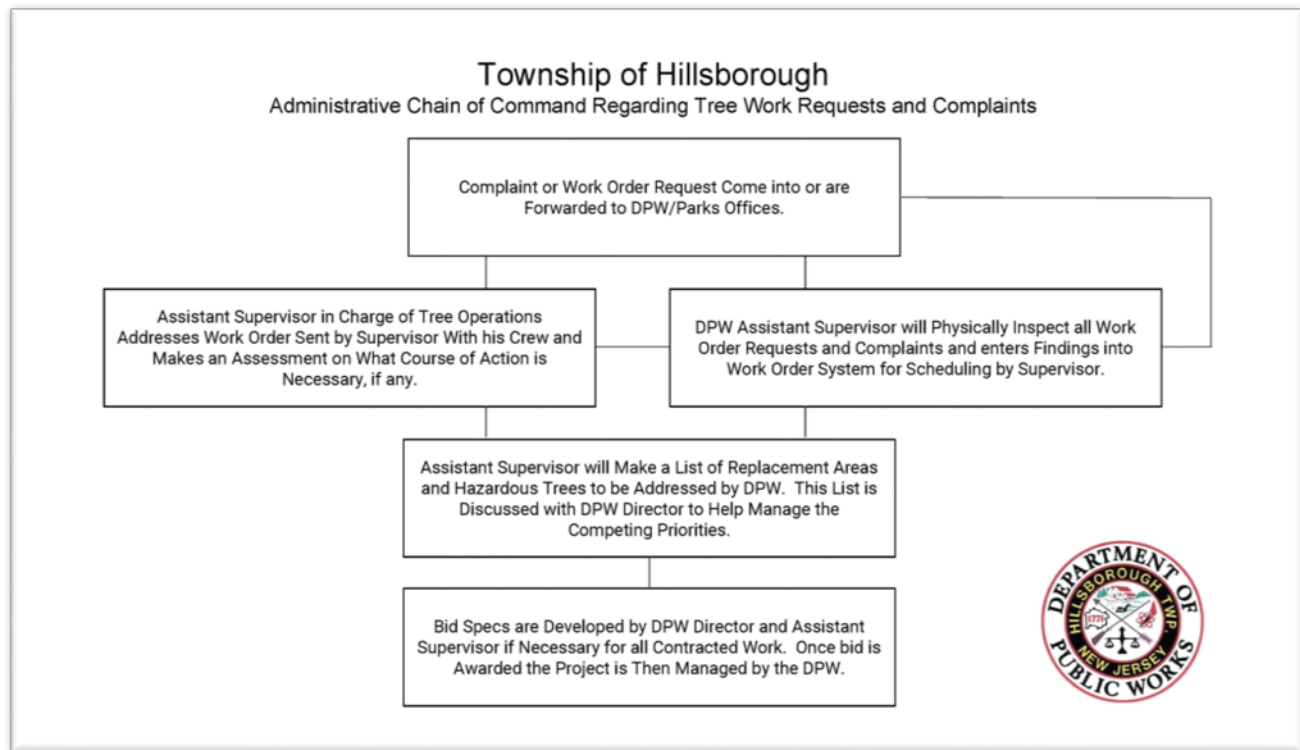 Township of Hillsborough
Administrative Chain of Command Regarding Tree Work Requests and Complaints
Complaint or Work Order Request Come into or are
Forwarded to DPW/Parks Offices.
Assistant Supervisor in Charge of Tree Operations
Addresses Work Order Sent by Supervisor With his Crew and
Makes an Assessment on What Course of Action is
Necessary, if any.
DPW Assistant Supervisor will Physically Inspect all Work
Order Requests and Complaints and enters Findings into
Work Order System for Scheduling by Supervisor.
Assistant Supervisor will Make a List of Replacement Areas
and Hazardous Trees to be Addressed by DPW. This List is
Discussed with DPW Director to Help Manage the
Competing Priorities.
Bid Specs are Developed by DPW Director and Assistant
Supervisor if Necessary for all Contracted Work. Once bid is
Awarded the Project is Then Managed by the DPW.
DEPARTMENT OF
PUBLIC WORKS
HILLSBOROUGH TWP.
NEW JERSEY
1771